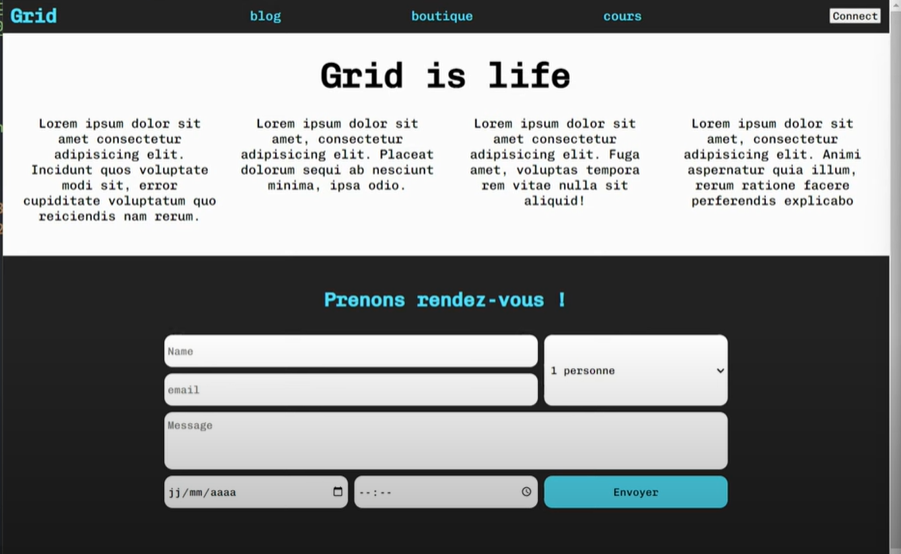 Grid blog boutique cours Connect
Grid is life
Lorem ipsum dolor sit
amet consectetur
adipisicing elit.
Incidunt quos voluptate
modi sit, error
cupiditate voluptatum quo
reiciendis nam rerum.
Lorem ipsum dolor sit
amet, consectetur
adipisicing elit. Placeat
dolorum sequi ab nesciunt
minima, ipsa odio.
Lorem ipsum dolor sit
amet consectetur
adipisicing elit. Fuga
amet, voluptas tempora
rem vitae nulla sit
aliquid!
Lorem ipsum dolor sit
amet, consectetur
adipisicing elit. Animi
aspernatur quia illum,
rerum ratione facere
perferendis explicabo
Prenons rendez-vous !
Name
1 personne
email
Message
jj/mm/aaaa --:-- Envoyer